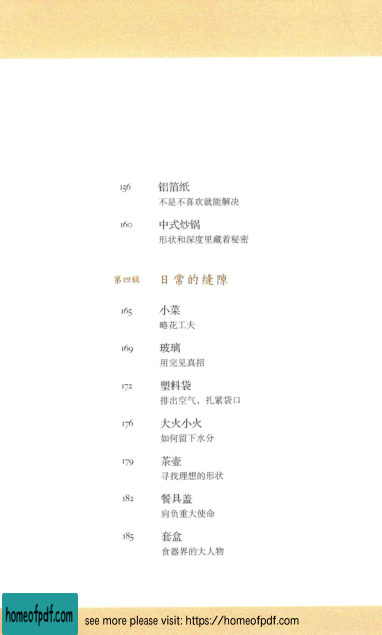 156 铝箔纸
不是不喜欢就能解决
160 中式炒锅
形状和深度里藏着秘密
第四辑 日常的缝隙
165 小菜
略花工夫
169 玻璃
用完见真招
172 塑料袋
排出空气，扎紧袋口
176 大火小火
如何留下水分
179 茶壶
寻找理想的形状
182 餐具盖
肩负重大使命
185 套盒
食器界的大人物
homeofpdf.com
see more please visit: https://homeofpdf.com